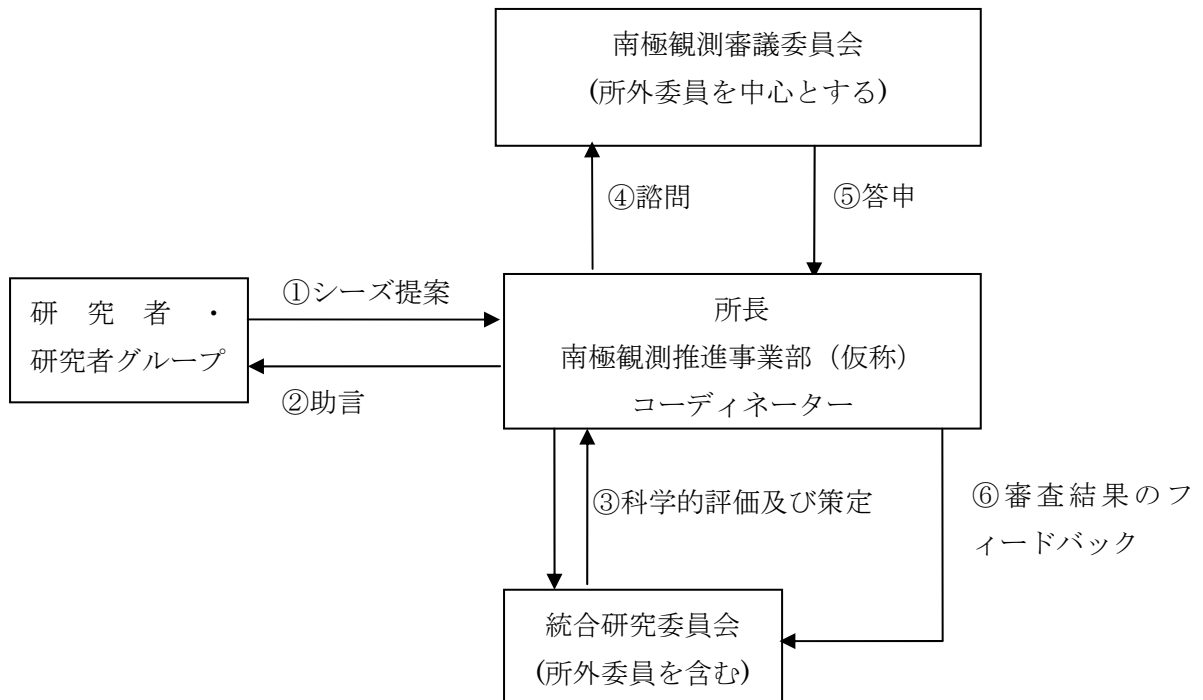 南極観測審議委員会
(所外委員を中心とする)
④諮問
⑤答申
①シーズ提案
研究者・
研究者グループ
②助言
所長
南極観測推進事業部（仮称）
コーディネーター
③科学的評価及び策定
⑥審査結果のフ
ィードバック
統合研究委員会
(所外委員を含む)